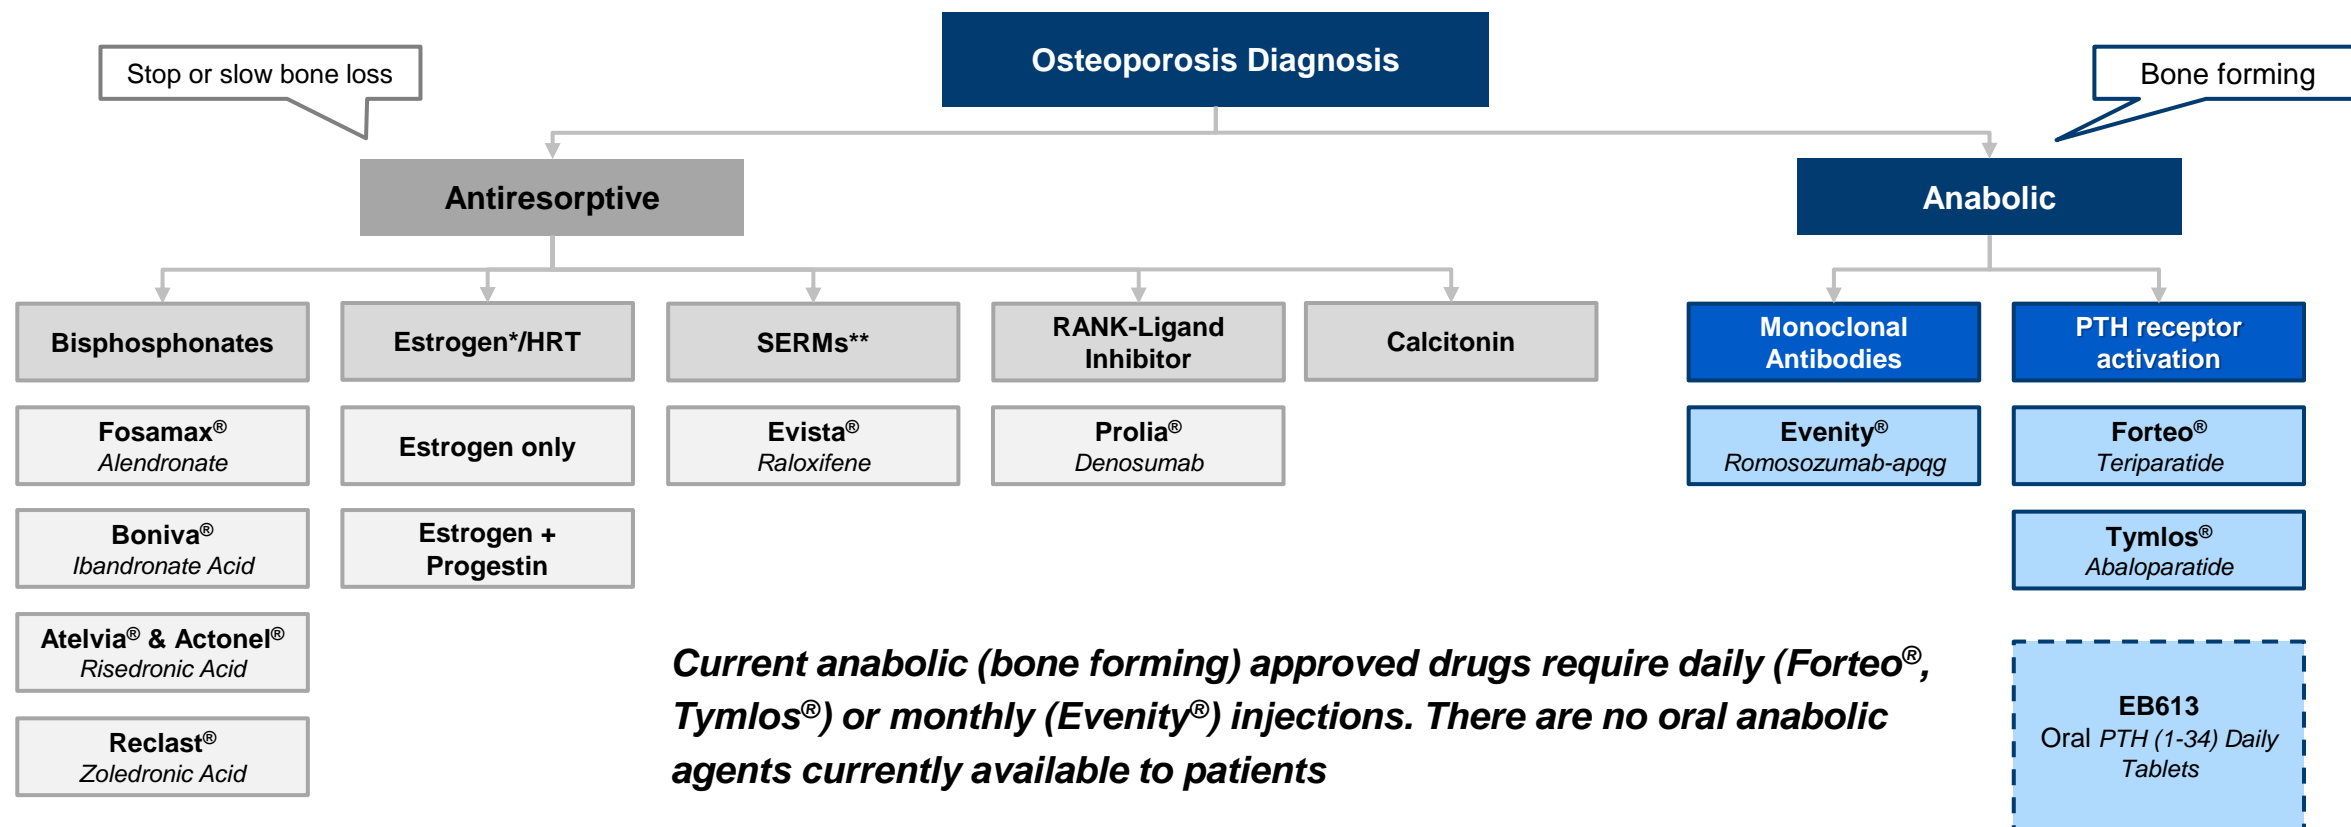 Osteoporosis Diagnosis
Stop or slow bone loss
Bone forming
Antiresorptive
Anabolic
Bisphosphonates
Estrogen*/HRT
SERMs**
RANK-Ligand
Inhibitor
Calcitonin
Monoclonal
Antibodies
PTH receptor
activation
Fosamax®
Alendronate
Estrogen only
Evista®
Raloxifene
Prolia®
Denosumab
Evenity®
Romosozumab-apqg
Forteo®
Teriparatide
Boniva®
Ibandronate Acid
Estrogen +
Progestin
Tymlos®
Abaloparatide
Atelvia® & Actonel®
Risedronic Acid
Reclast®
Zoledronic Acid
Current anabolic (bone forming) approved drugs require daily (Forteo®,
Tymlos®) or monthly (Evenity®) injections. There are no oral anabolic
agents currently available to patients
EB613
Oral PTH (1-34) Daily
Tablets